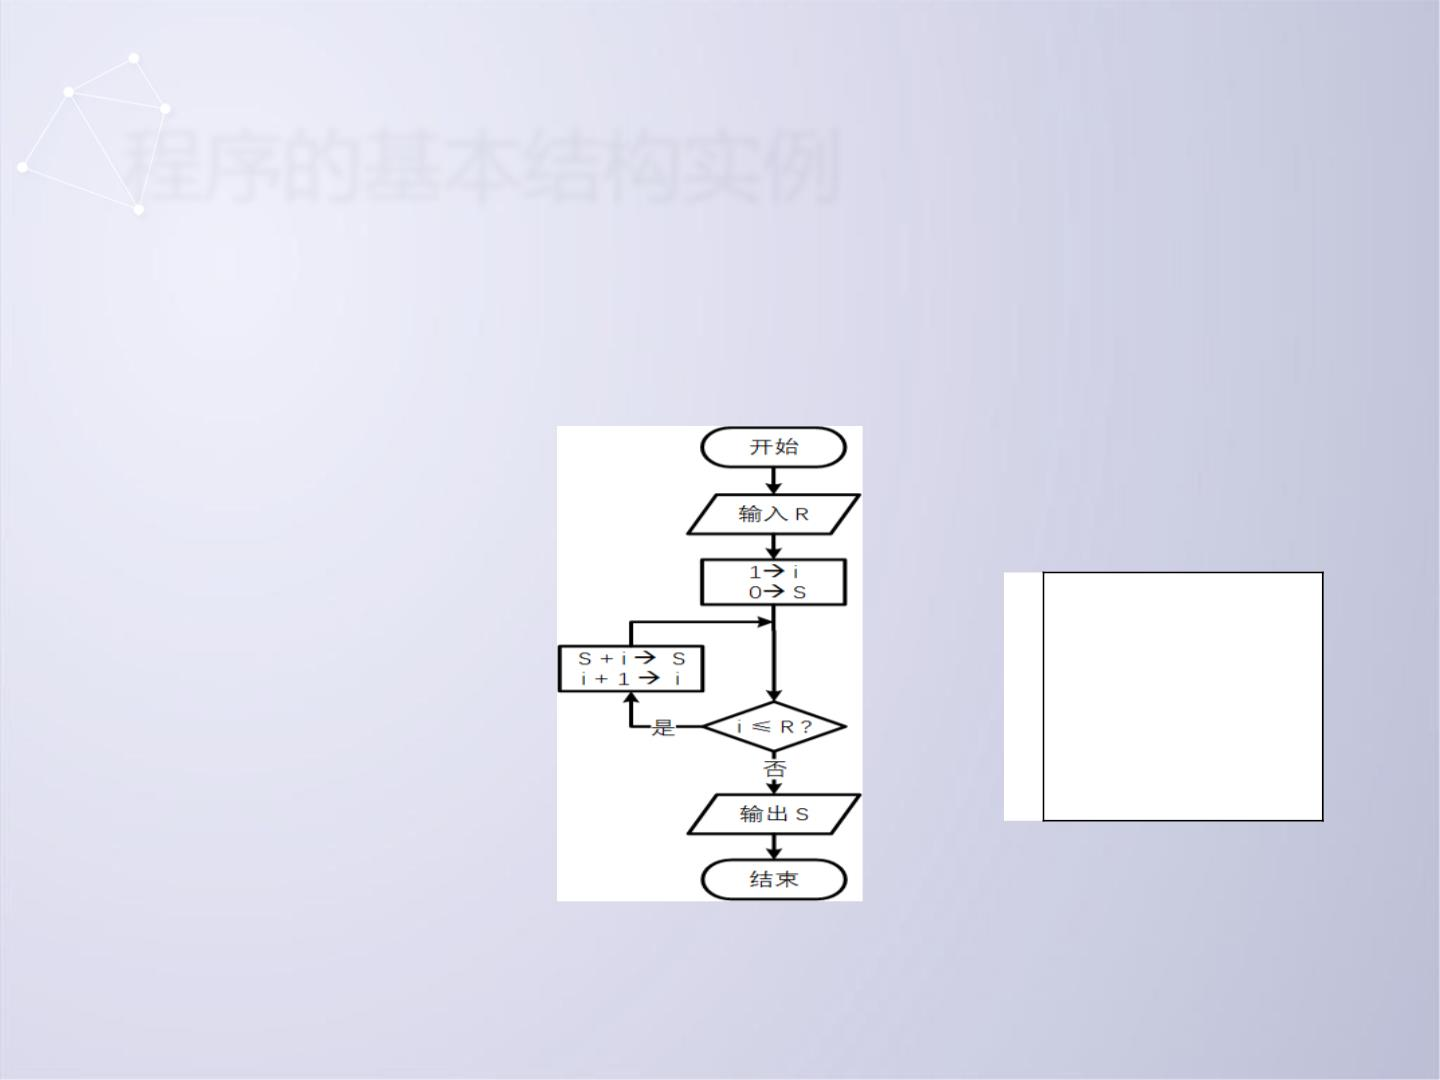 程序的基本结构实例
开始
输入 R
1→ i
0→ S
S + i → S
i + 1 → i
是
i ≤ R ?
否
输出 S
结束